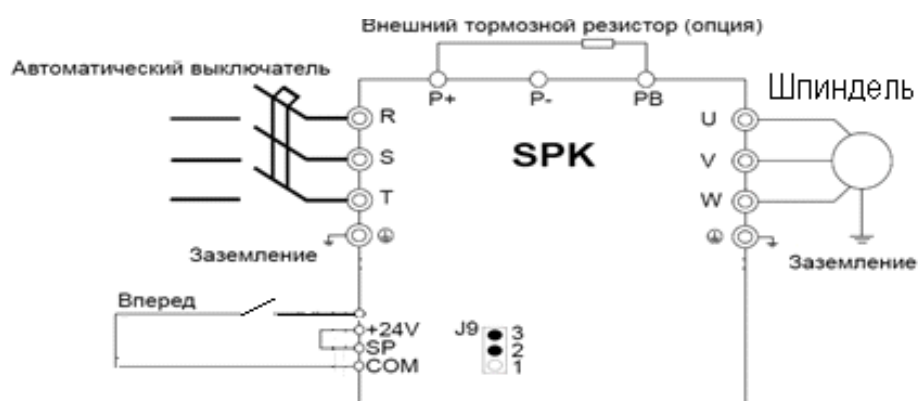 Внешний тормозной резистор (опция)
Автоматический выключатель
P+
P-
PB
Шпиндель
R
U
S
SPK
V
T
W
Заземление
Заземление
Вперед
+24V
J9
3
SP
2
COM
1